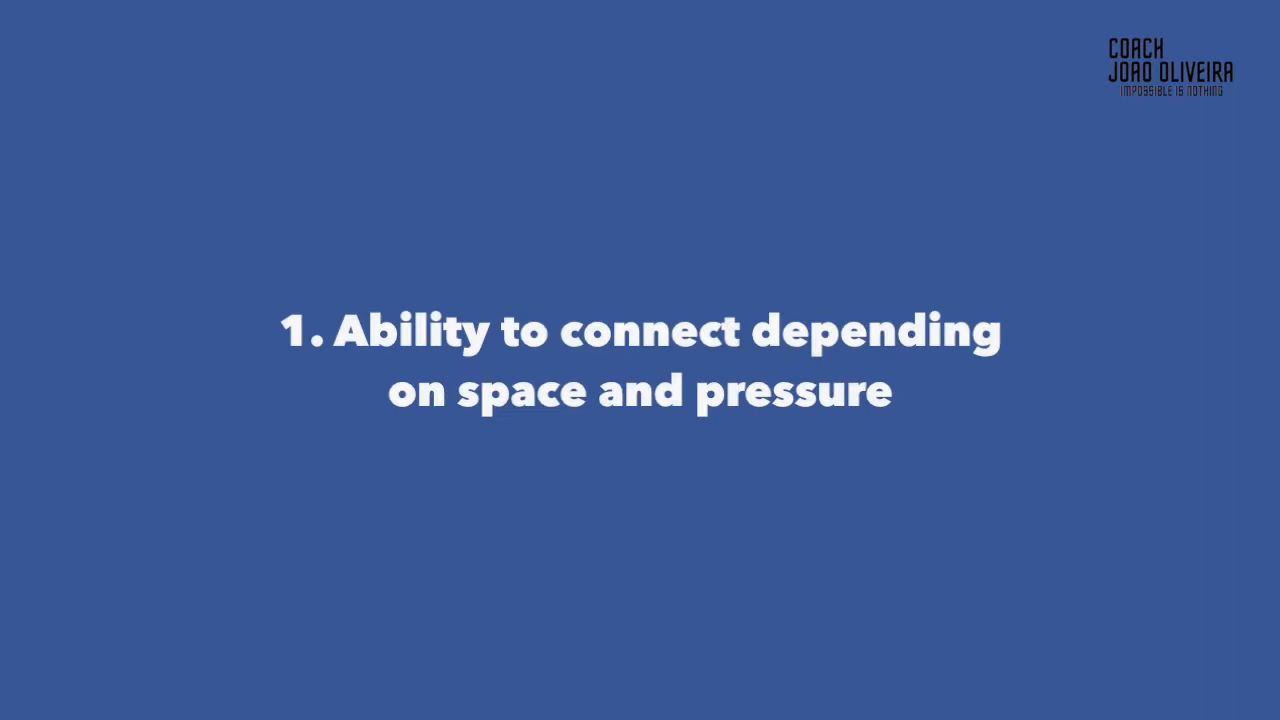 COACH
JOAO OLIVEIRA
IMPOSSIBLE IS NOTHING
1. Ability to connect depending
on space and pressure